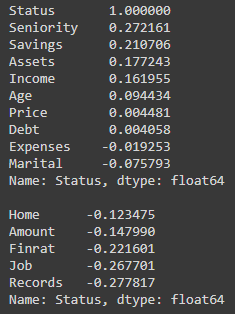 Status 1.000000
Seniority 0.272161
Savings 0.210706
Assets 0.177243
Income 0.161955
Age 0.094434
Price 0.004481
Debt 0.004058
Expenses -0.019253
Marital -0.075793
Name: Status, dtype: float64
Home -0.123475
Amount -0.147990
Finrat -0.221601
Job -0.267701
Records -0.277817
Name: Status, dtype: float64